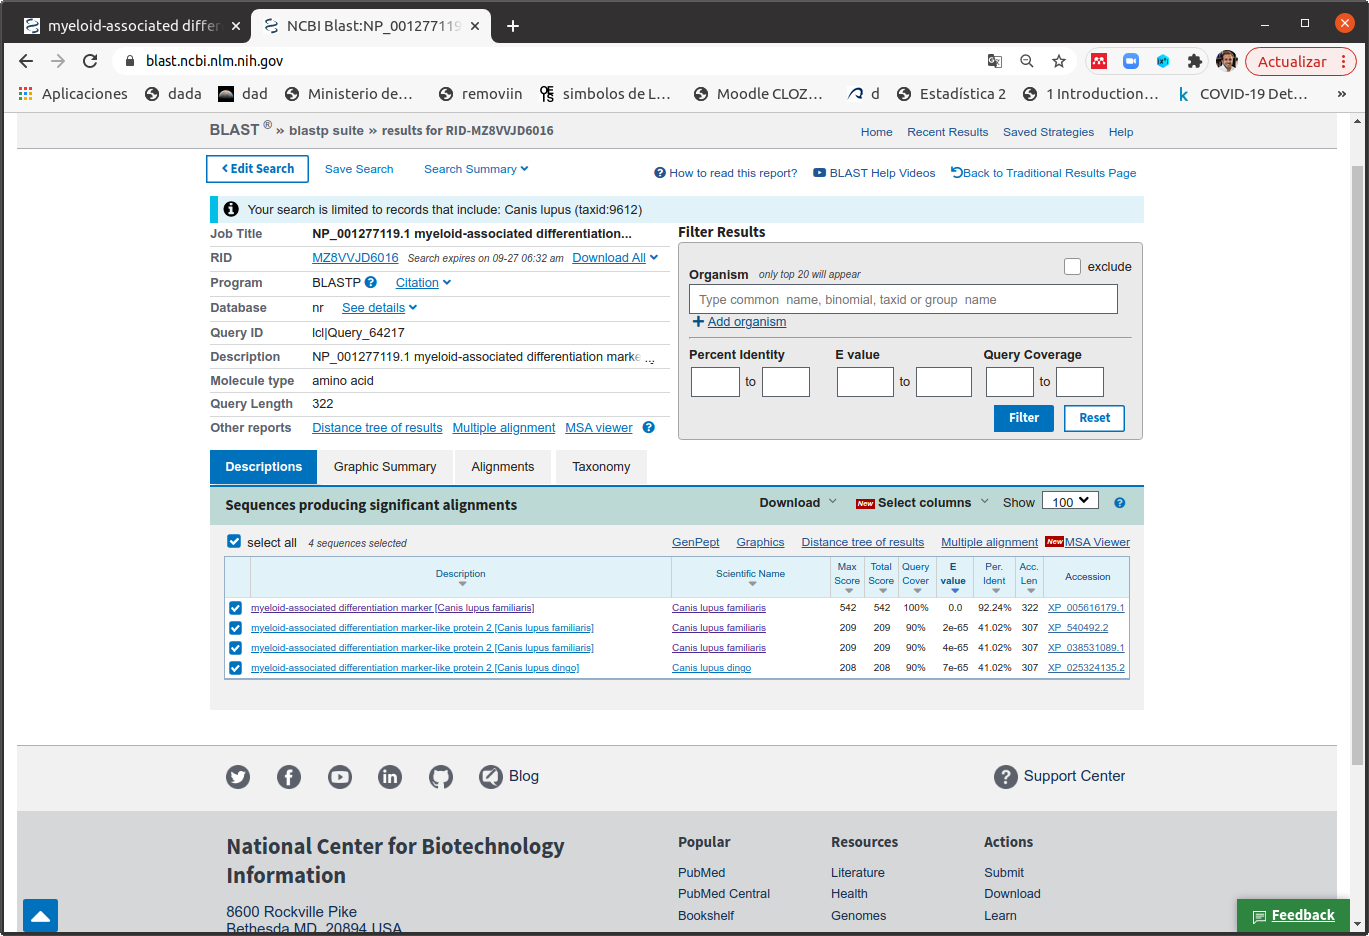 myeloid-associated differ
NCBI Blast:NP_001277119
blast.ncbi.nlm.nih.gov
Actualizar
Aplicaciones
dada
dad
Ministerio de...
removiin
simbolos de L...
Moodle CLOZ...
d
Estadística 2
1 Introduction...
COVID-19 Det...
»
BLAST ® » blastp suite » results for RID-MZ8VVJD6016
Home Recent Results Saved Strategies Help
Edit Search Save Search Search Summary
How to read this report? BLAST Help Videos Back to Traditional Results Page
Your search is limited to records that include: Canis lupus (taxid:9612)
Job Title NP_001277119.1 myeloid-associated differentiation...
RID MZ8VVJD6016 Search expires on 09-27 06:32 am Download All
Program BLASTP Citation
Database nr See details
Query ID lcl|Query_64217
Description NP_001277119.1 myeloid-associated differentiation marke ...
Molecule type amino acid
Query Length 322
Other reports Distance tree of results Multiple alignment MSA viewer
Filter Results
Organism only top 20 will appear exclude
Type common name, binomial, taxid or group name
Add organism
Percent Identity E value Query Coverage
to to to
Filter Reset
Descriptions Graphic Summary Alignments Taxonomy
Sequences producing significant alignments Download New Select columns Show 100
select all 4 sequences selected GenPept Graphics Distance tree of results Multiple alignment New MSA Viewer
Description Scientific Name Max Score Total Score Query Cover E value Per. Ident Acc. Len Accession
myeloid-associated differentiation marker [Canis lupus familiaris] Canis lupus familiaris 542 542 100% 0.0 92.24% 322 XP_005616179.1
myeloid-associated differentiation marker-like protein 2 [Canis lupus familiaris] Canis lupus familiaris 209 209 90% 2e-65 41.02% 307 XP_540492.2
myeloid-associated differentiation marker-like protein 2 [Canis lupus familiaris] Canis lupus familiaris 209 209 90% 4e-65 41.02% 307 XP_038531089.1
myeloid-associated differentiation marker-like protein 2 [Canis lupus dingo] Canis lupus dingo 208 208 90% 7e-65 41.02% 307 XP_025324135.2
Blog
Support Center
National Center for Biotechnology
Information
8600 Rockville Pike
Bethesda MD, 20894 USA
Popular
PubMed
PubMed Central
Bookshelf
Resources
Literature
Health
Genomes
Actions
Submit
Download
Learn
Feedback